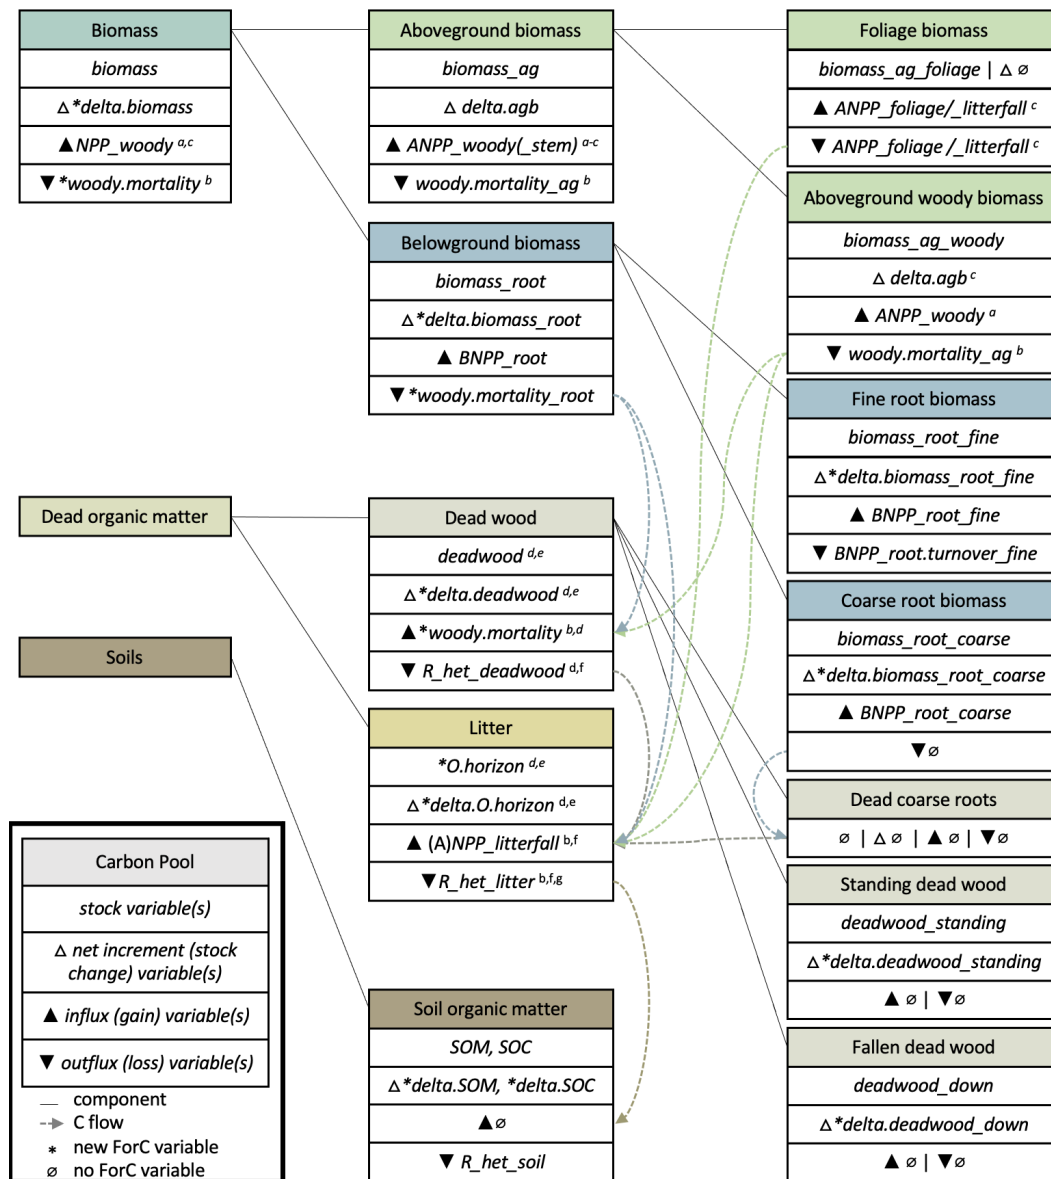 Biomass
biomass
△*delta.biomass
▲NPP_woody a,c
▼*woody.mortality b
Aboveground biomass
biomass_ag
△ delta.agb
▲ ANPP_woody(_stem) a-c
▼ woody.mortality_ag b
Belowground biomass
biomass_root
△*delta.biomass_root
▲ BNPP_root
▼*woody.mortality_root
Foliage biomass
biomass_ag_foliage | △ ∅
▲ ANPP_foliage/_litterfall c
▼ ANPP_foliage /_litterfall c
Aboveground woody biomass
biomass_ag_woody
△ delta.agb c
▲ ANPP_woody a
▼ woody.mortality_ag b
Fine root biomass
biomass_root_fine
△*delta.biomass_root_fine
▲ BNPP_root_fine
▼ BNPP_root.turnover_fine
Coarse root biomass
biomass_root_coarse
△*delta.biomass_root_coarse
▲ BNPP_root_coarse
▼∅
Dead organic matter
Dead wood
deadwood d,e
△*delta.deadwood d,e
▲*woody.mortality b,d
▼ R_het_deadwood d,f
Litter
*O.horizon d,e
△*delta.O.horizon d,e
▲ (A)NPP_litterfall b,f
▼R_het_litter b,f,g
Dead coarse roots
∅ | △ ∅ | ▲ ∅ | ▼∅
Standing dead wood
deadwood_standing
△*delta.deadwood_standing
▲ ∅ | ▼∅
Fallen dead wood
deadwood_down
△*delta.deadwood_down
▲ ∅ | ▼∅
Soils
Soil organic matter
SOM, SOC
△*delta.SOM, *delta.SOC
▲∅
▼ R_het_soil
Carbon Pool
stock variable(s)
△ net increment (stock
change) variable(s)
▲ influx (gain) variable(s)
▼ outflux (loss) variable(s)
component
C flow
* new ForC variable
∅ no ForC variable